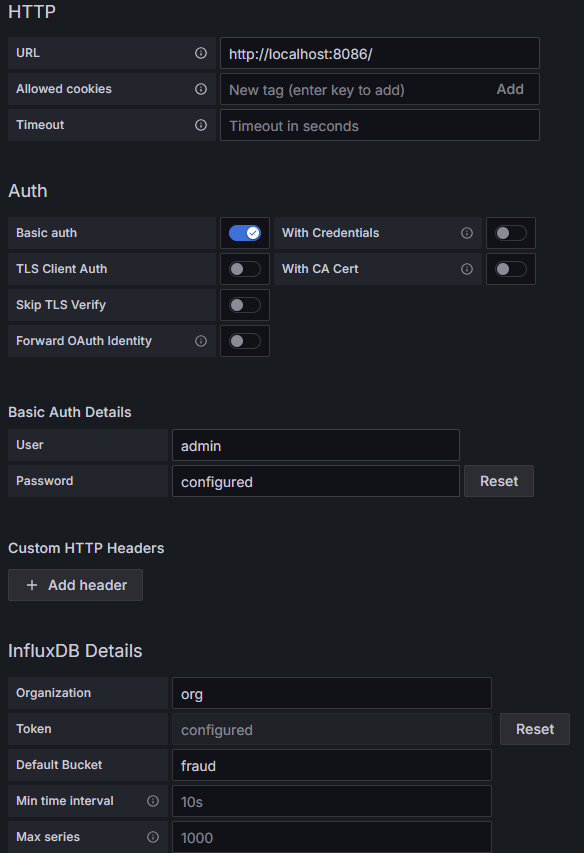 HTTP
URL http://localhost:8086/
Allowed cookies New tag (enter key to add) Add
Timeout Timeout in seconds
Auth
Basic auth With Credentials
TLS Client Auth With CA Cert
Skip TLS Verify
Forward OAuth Identity
Basic Auth Details
User admin
Password configured Reset
Custom HTTP Headers
+ Add header
InfluxDB Details
Organization org
Token configured Reset
Default Bucket fraud
Min time interval 10s
Max series 1000